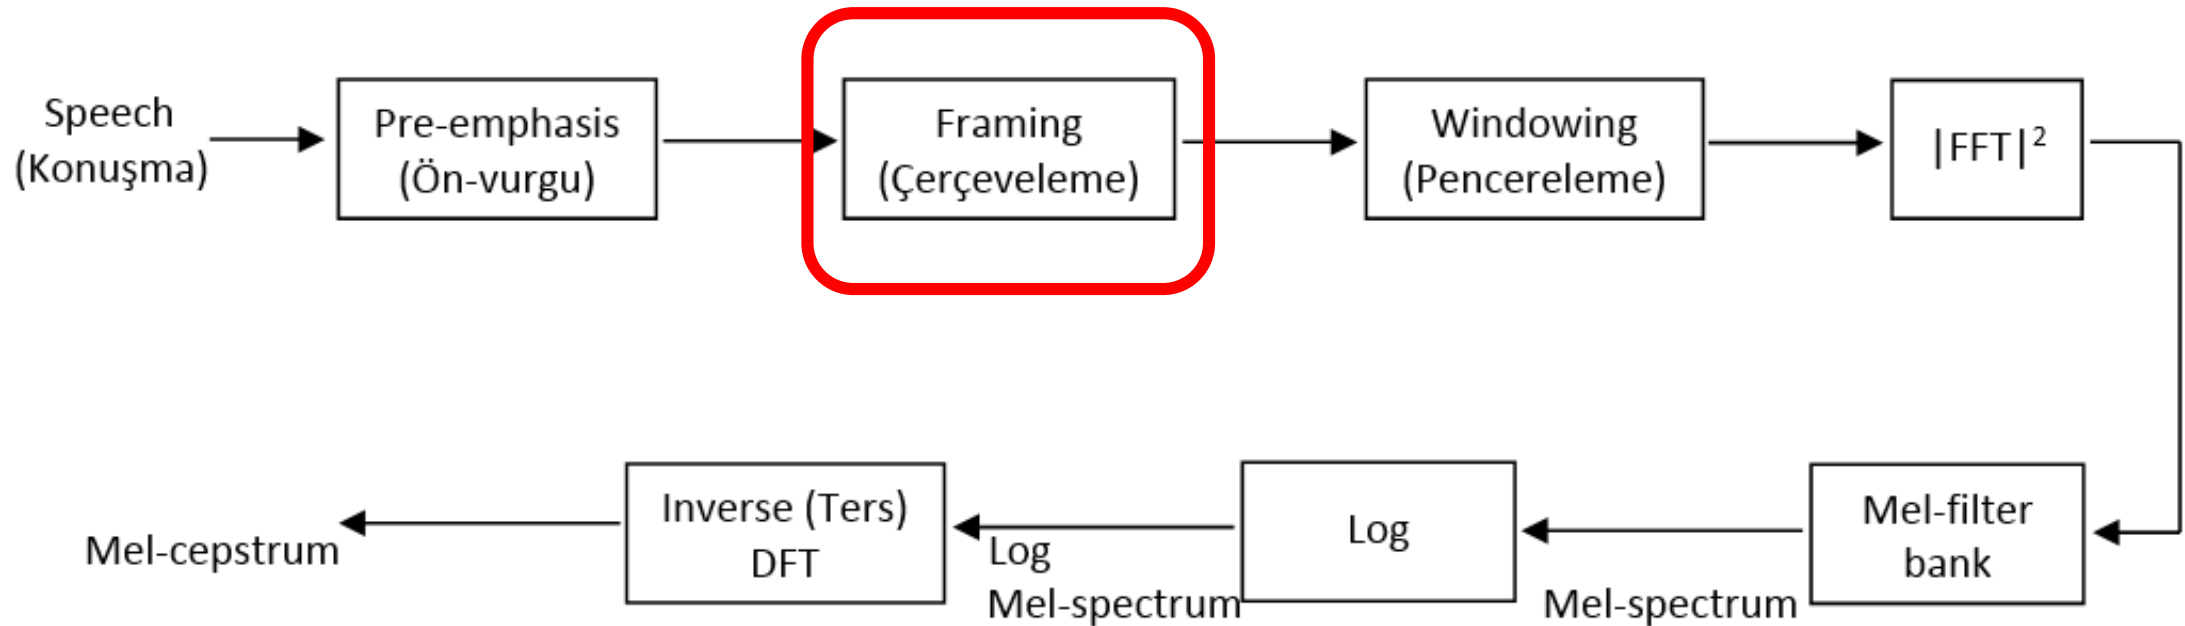 Speech
(Konuşma)
Pre-emphasis
(Ön-vurgu)
Framing
(Çerçeveleme)
Windowing
(Pencereleme)
|FFT|²
Mel-filter
bank
Mel-spectrum
Log
Log
Mel-spectrum
Inverse (Ters)
DFT
Mel-cepstrum